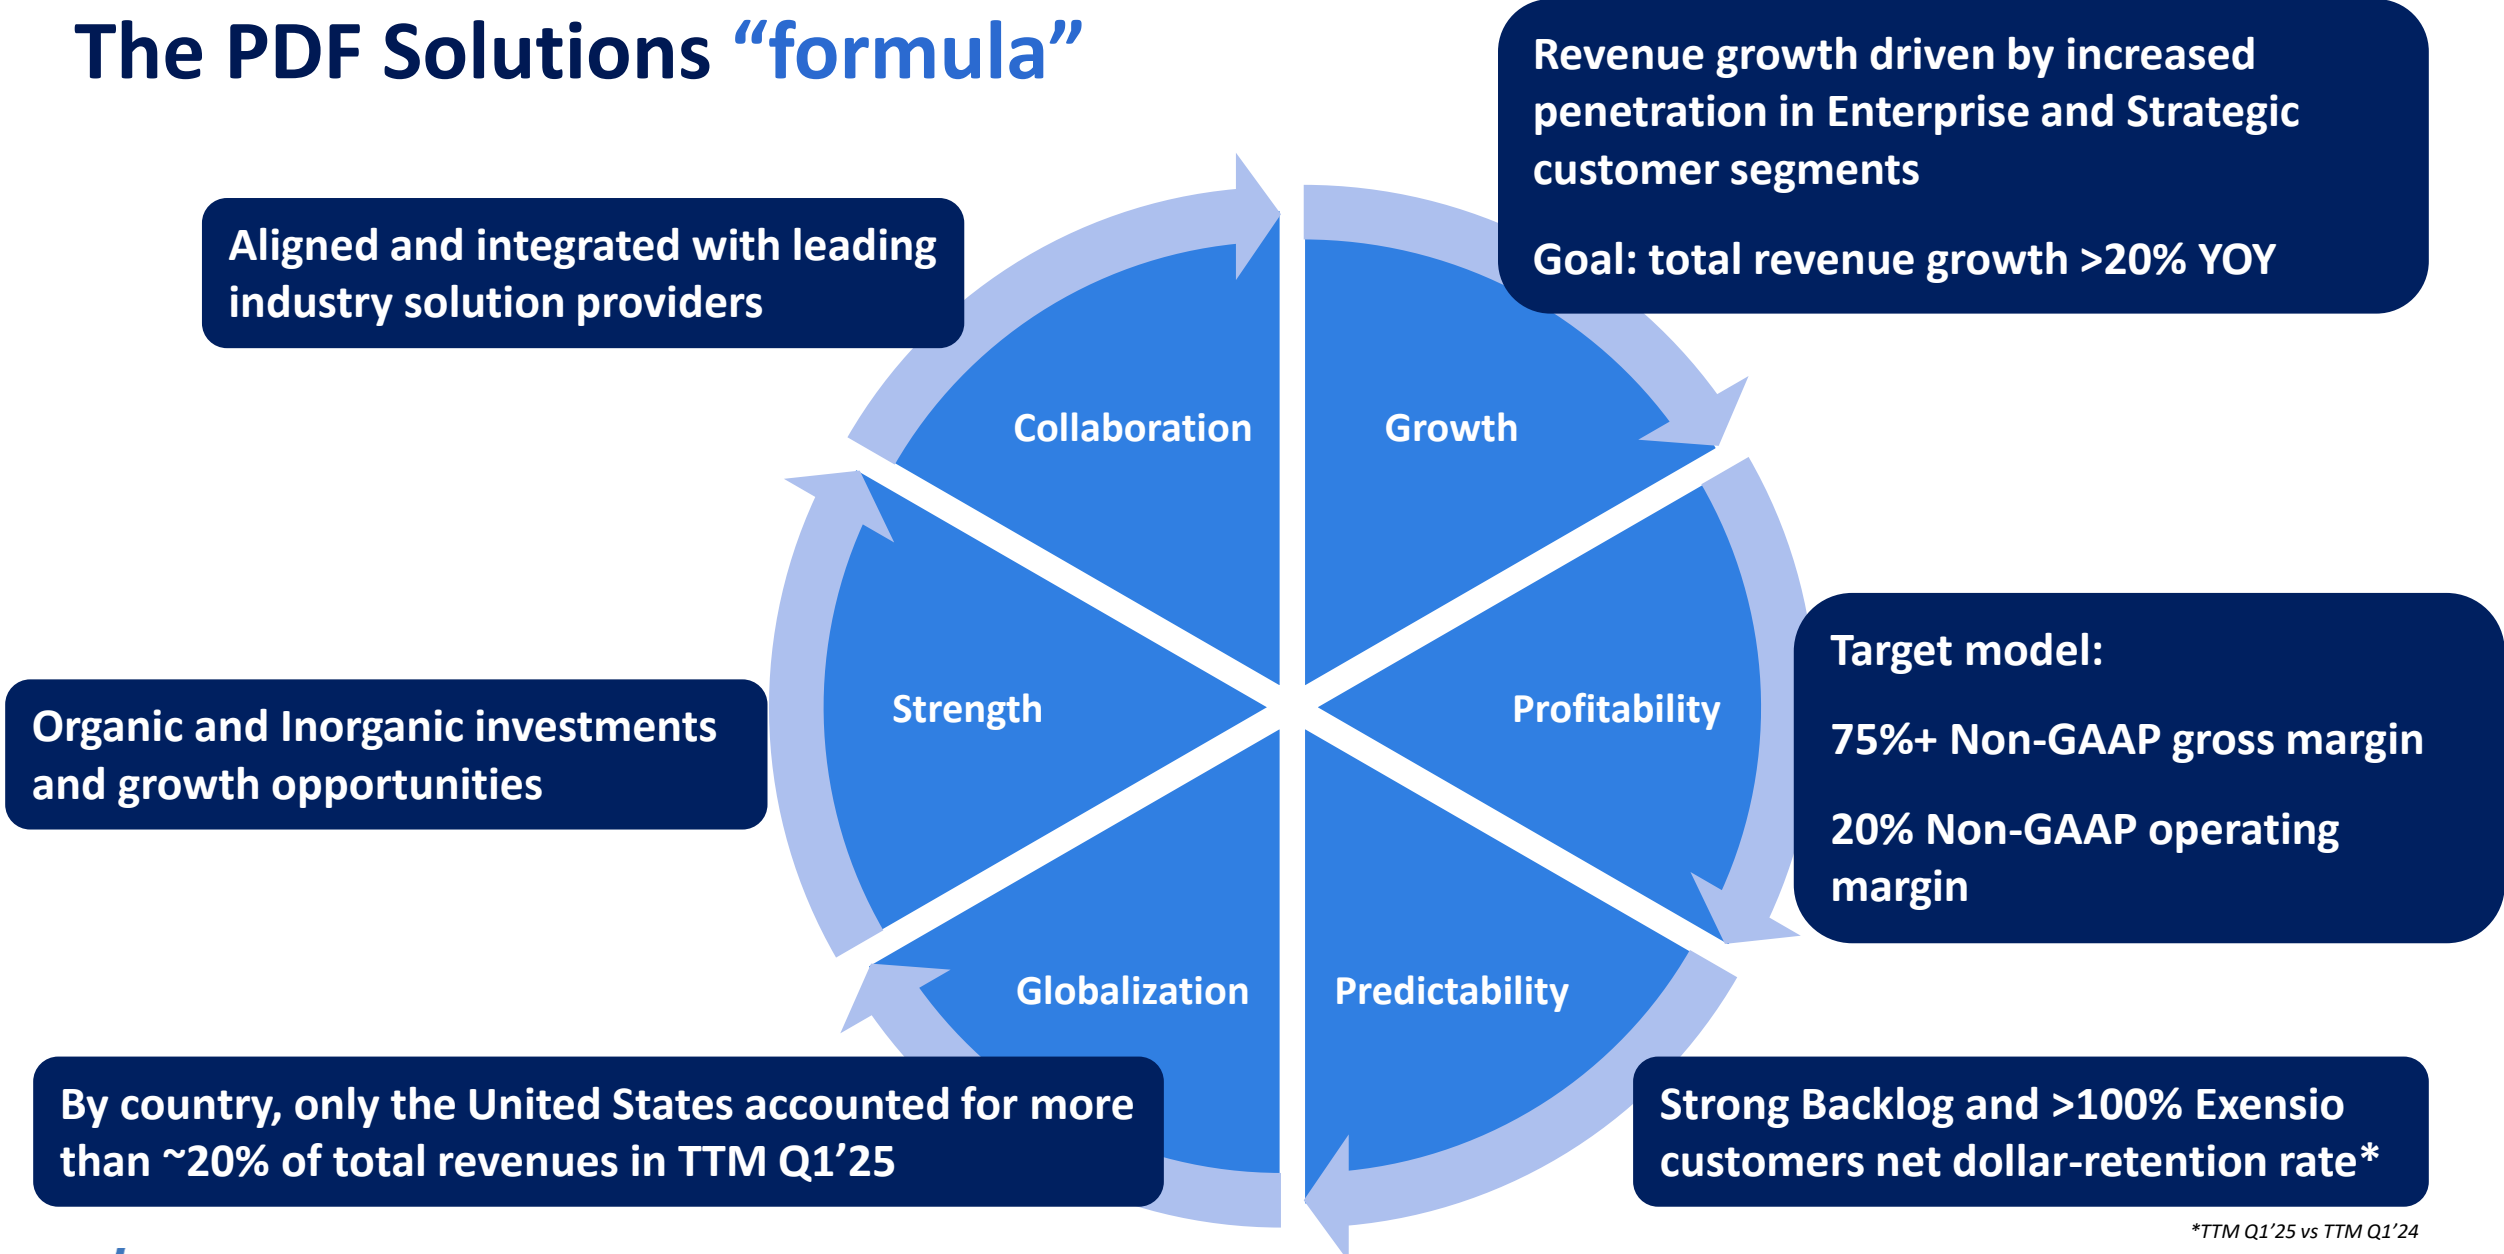 The PDF Solutions “formula”
Revenue growth driven by increased
penetration in Enterprise and Strategic
customer segments
Goal: total revenue growth >20% YOY
Aligned and integrated with leading
industry solution providers
Collaboration
Growth
Strength
Profitability
Target model:
75%+ Non-GAAP gross margin
20% Non-GAAP operating
margin
Organic and Inorganic investments
and growth opportunities
Globalization
Predictability
By country, only the United States accounted for more
than ~20% of total revenues in TTM Q1’25
Strong Backlog and >100% Exensio
customers net dollar-retention rate*
*TTM Q1’25 vs TTM Q1’24